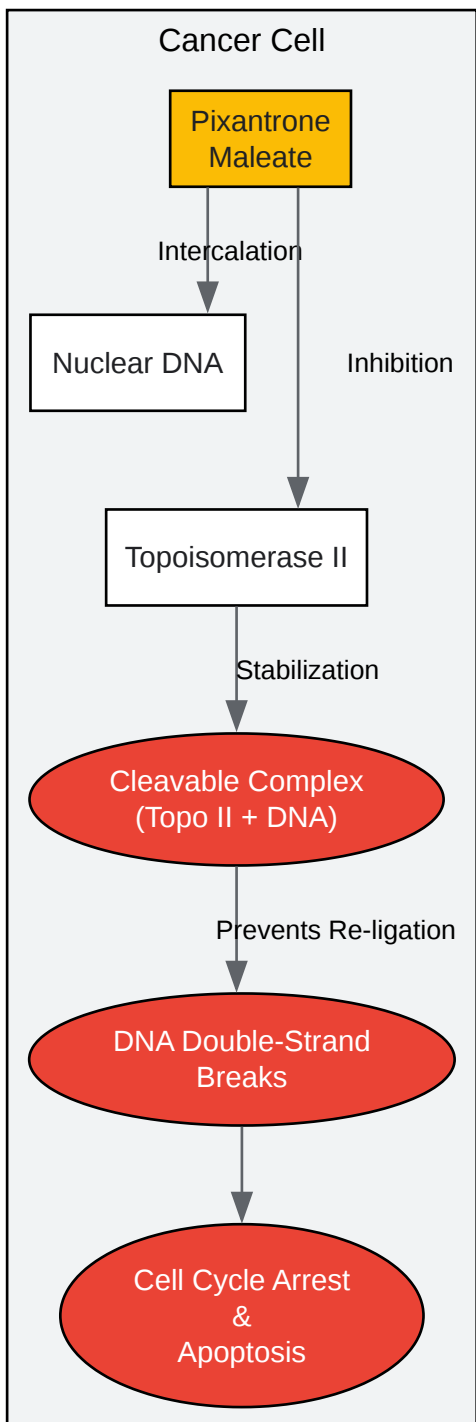 Cancer Cell
Pixantrone
Maleate
Intercalation
Nuclear DNA
Inhibition
Topoisomerase II
Stabilization
Cleavable Complex
(Topo II + DNA)
Prevents Re-ligation
DNA Double-Strand
Breaks
Cell Cycle Arrest
&
Apoptosis